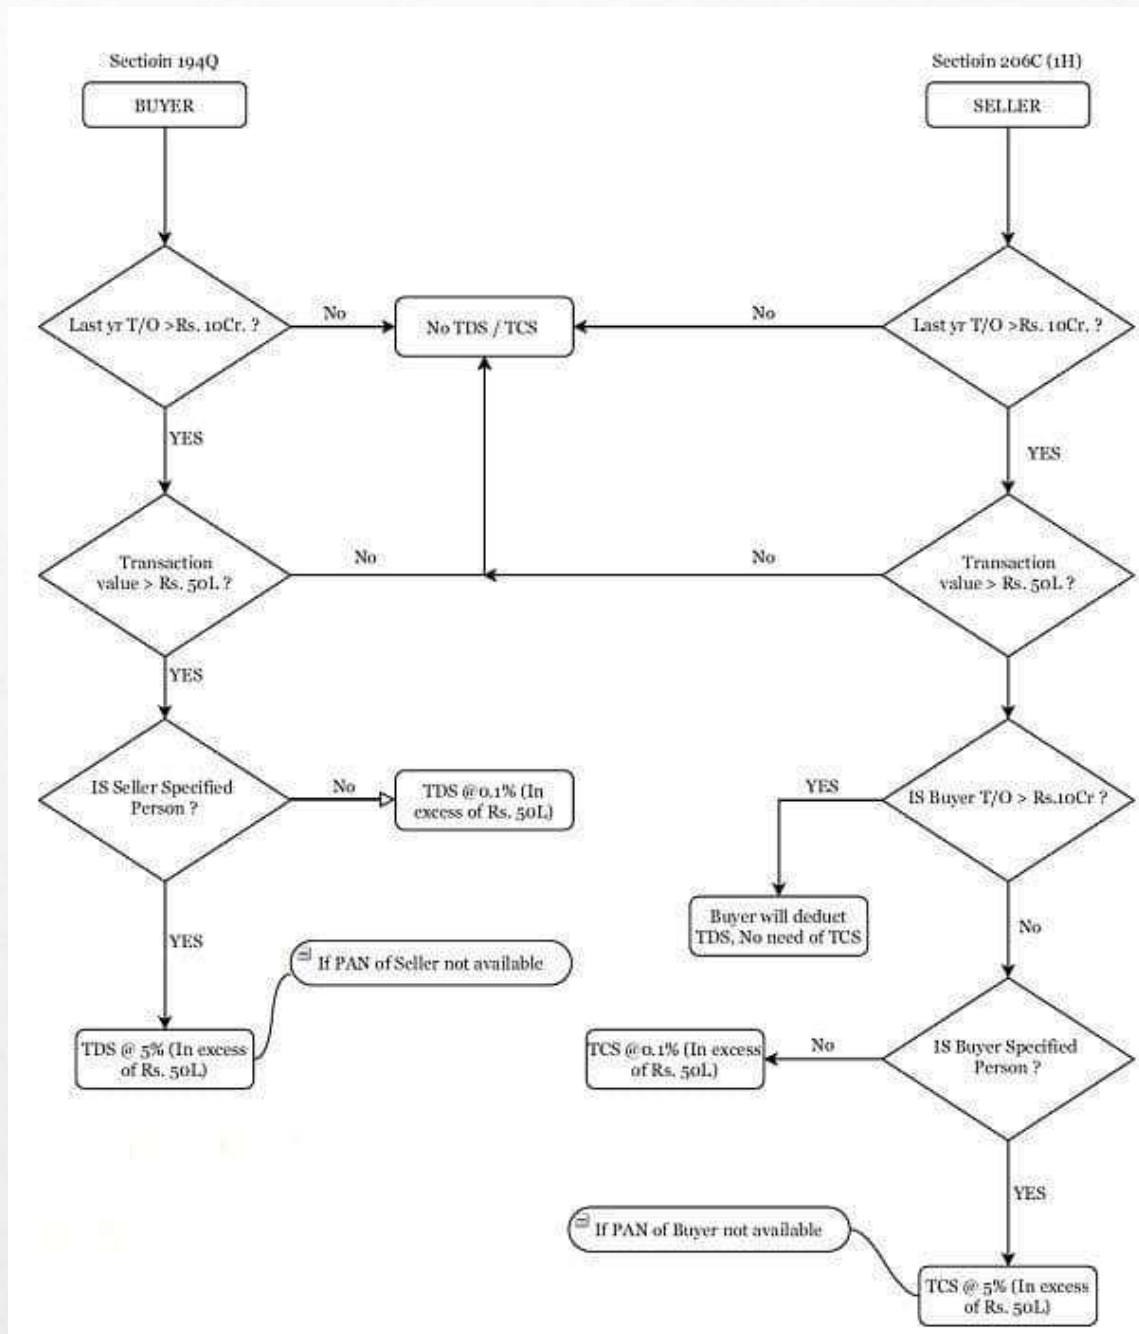 Sectioin 194Q
BUYER
Sectioin 206C (1H)
SELLER
Last yr T/O >Rs. 10Cr. ?
No
No TDS / TCS
No
Last yr T/O >Rs. 10Cr. ?
YES
YES
Transaction
value > Rs. 50L ?
No
No
Transaction
value > Rs. 50L ?
YES
IS Seller Specified
Person ?
No
TDS @0.1% (In
excess of Rs. 50L)
YES
IS Buyer T/O > Rs.10Cr ?
Buyer will deduct
TDS, No need of TCS
No
YES
If PAN of Seller not available
TDS @ 5% (In excess
of Rs. 50L)
TCS @0.1% (In excess
of Rs. 50L)
No
IS Buyer Specified
Person ?
YES
If PAN of Buyer not available
TCS @ 5% (In excess
of Rs. 50L)